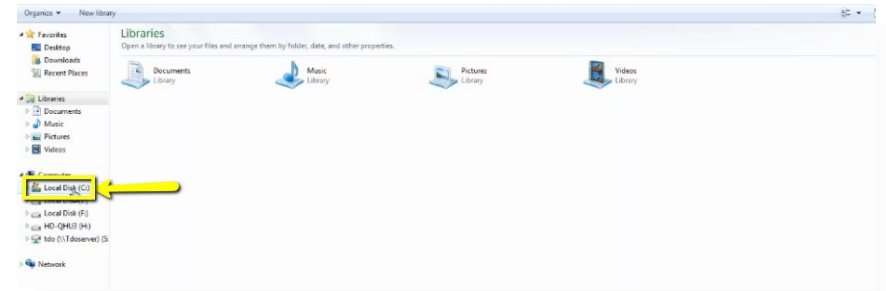 Organize New library
Favorites
Desktop
Downloads
Recent Places
Libraries
Documents
Music
Pictures
Videos
Computer
Local Disk (C:)
Local Disk (F:)
HD-QHU3 (H:)
tdo (\\Tdoserver) (S:
Network
Libraries
Open a library to see your files and arrange them by folder, date, and other properties.
Documents
Library
Music
Library
Pictures
Library
Videos
Library